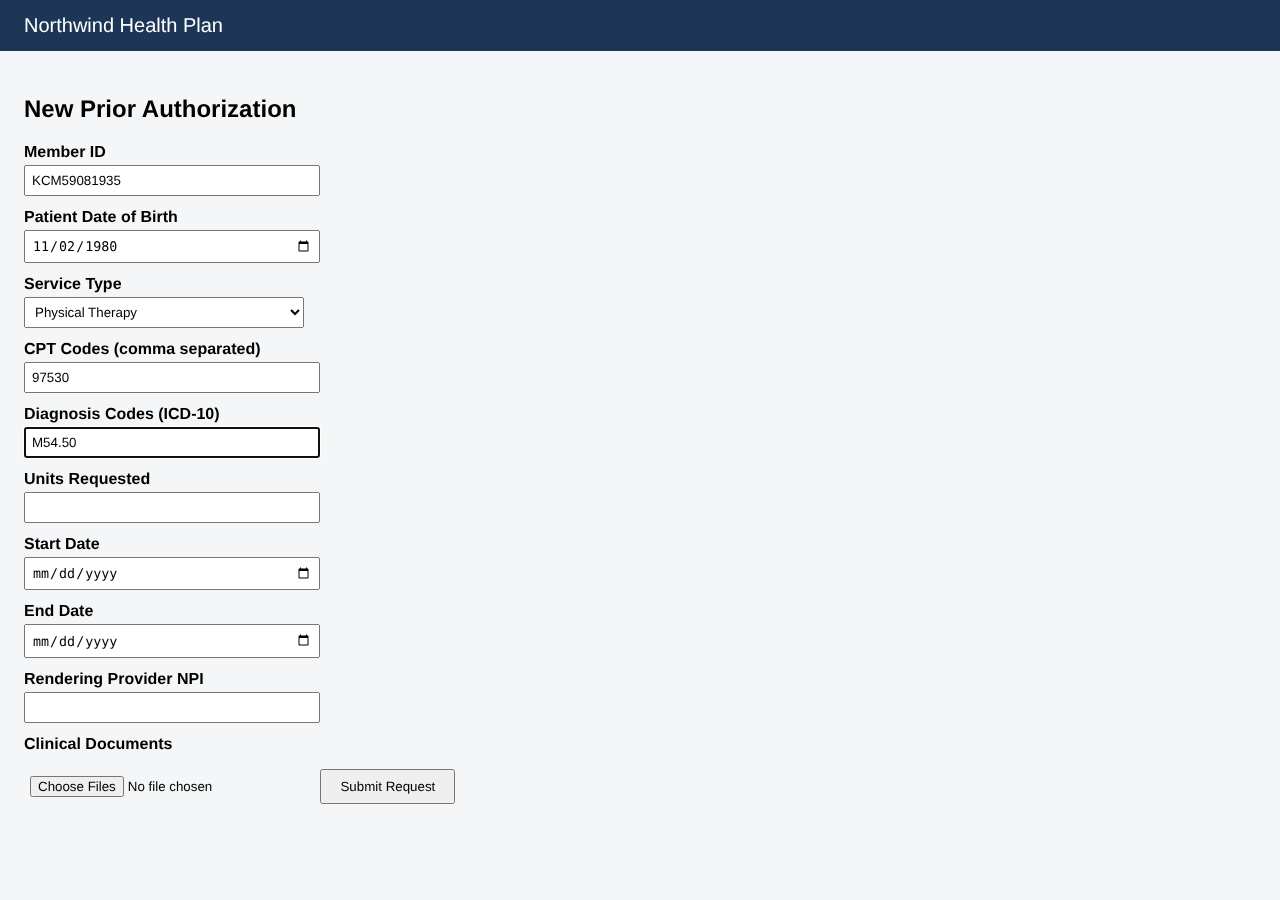 Northwind Health Plan
New Prior Authorization
Member ID
KCM59081935
Patient Date of Birth
11/02/1980
Service Type
Physical Therapy
CPT Codes (comma separated)
97530
Diagnosis Codes (ICD-10)
M54.50
Units Requested
Start Date
mm/dd/yyyy
End Date
mm/dd/yyyy
Rendering Provider NPI
Clinical Documents
Choose Files No file chosen Submit Request